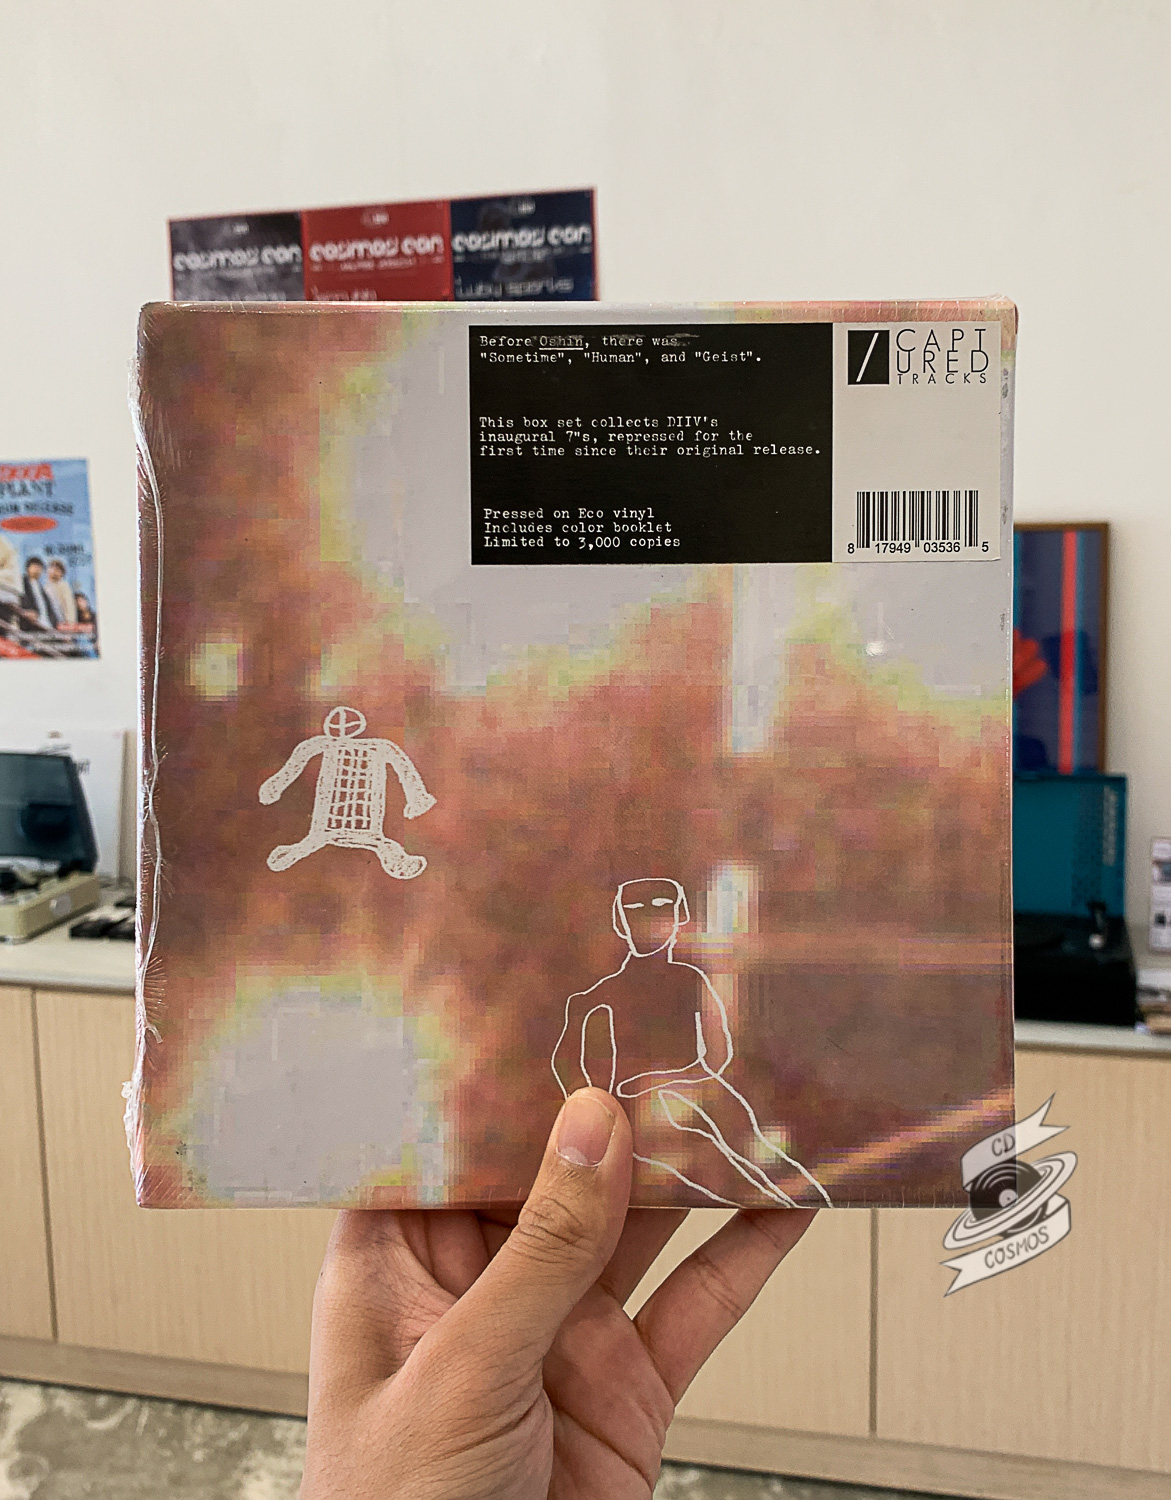 cosmos con
cosmos con
cosmos con
Before Oshin, there was
"Sometime", "Human", and "Geist".
This box set collects DIIV's
inaugural 7"s, repressed for the
first time since their original release.
Pressed on Eco vinyl
Includes color booklet
Limited to 3,000 copies
CAPT
URED
TRACKS
8 17949 03536 5
CD
COSMOS